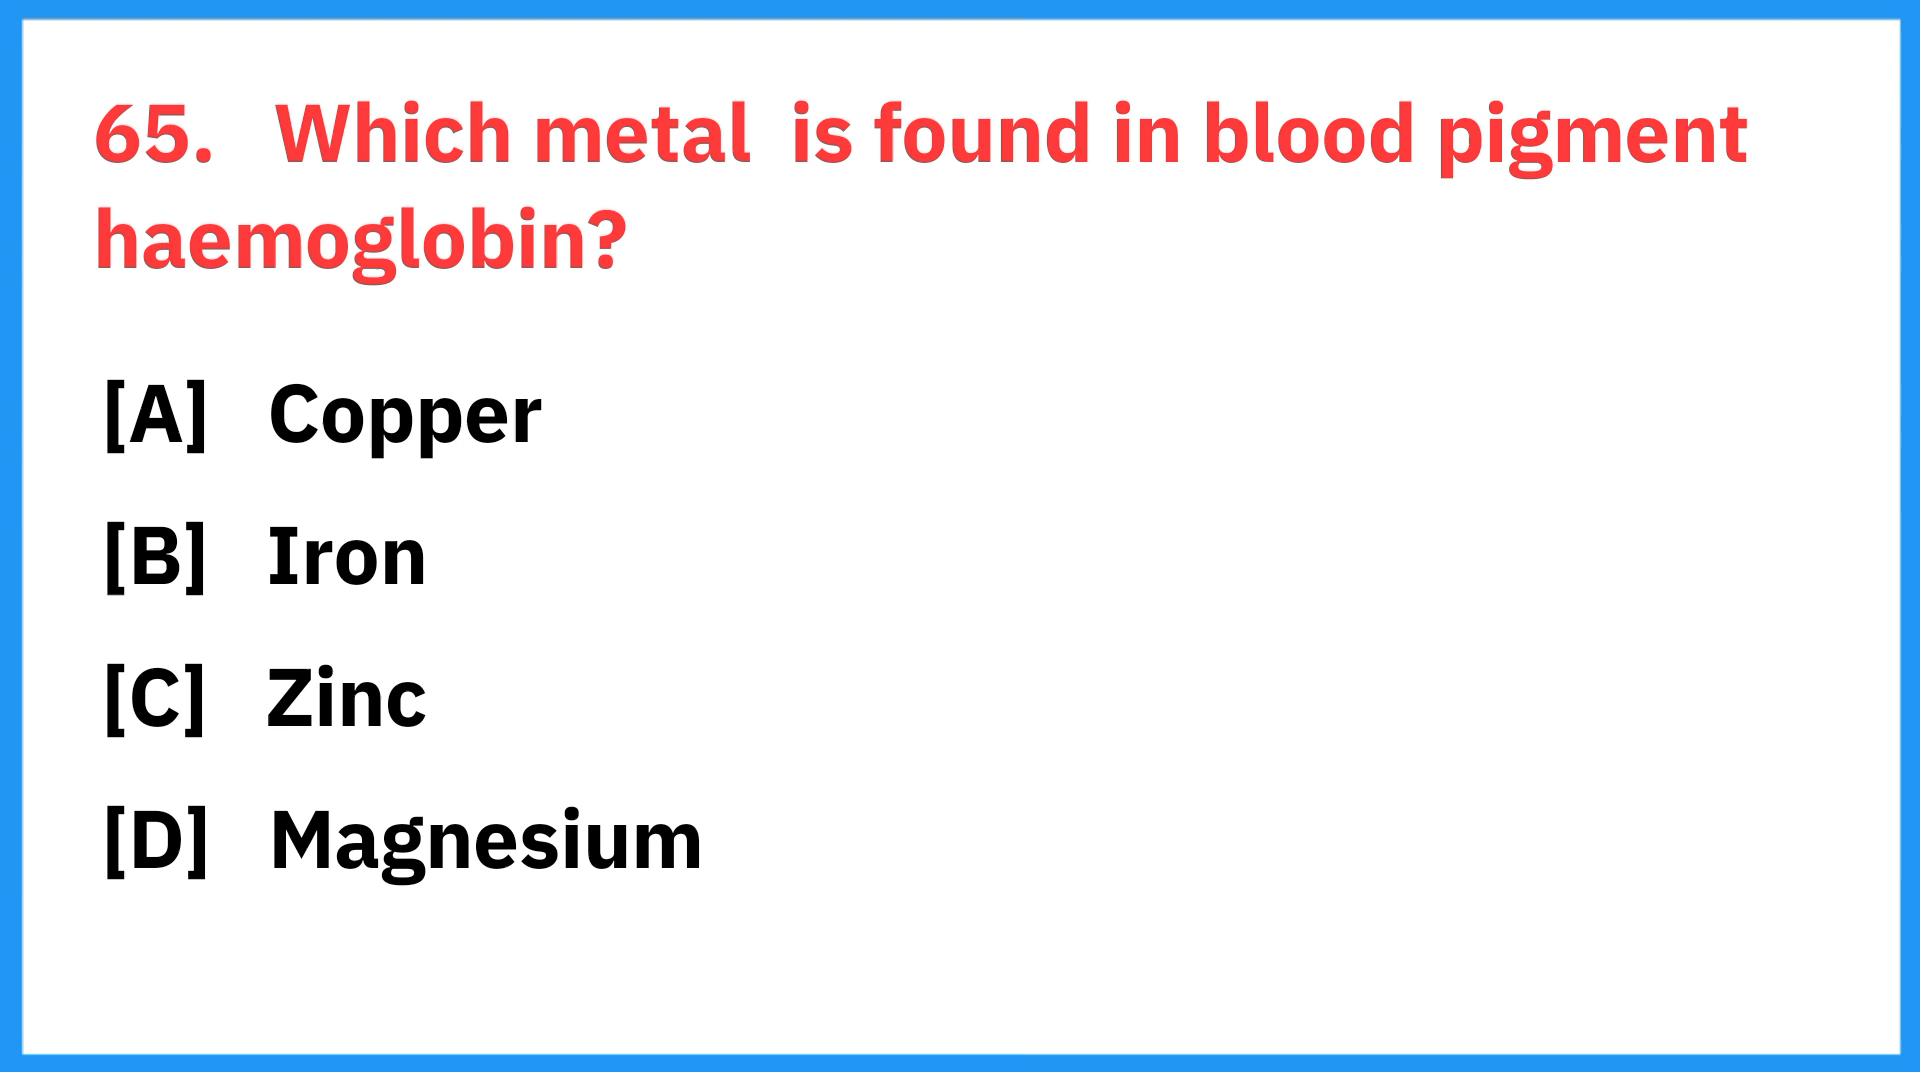 65. Which metal is found in blood pigment
haemoglobin?
[A] Copper
[B] Iron
[C] Zinc
[D] Magnesium